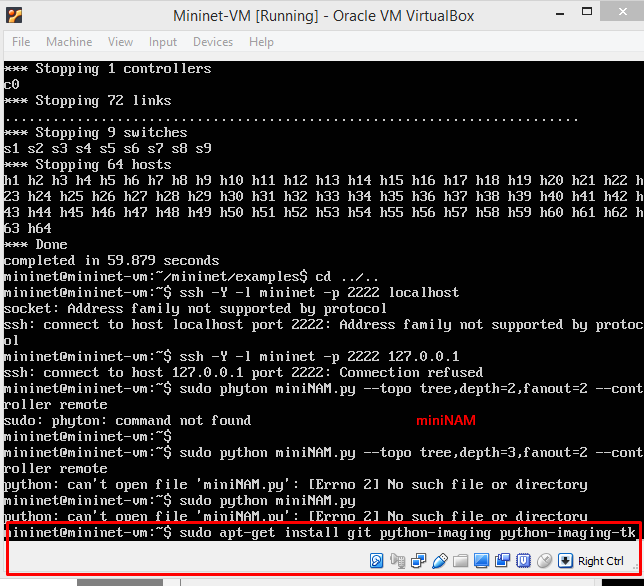 Mininet-VM [Running] - Oracle VM VirtualBox
File Machine View Input Devices Help
*** Stopping 1 controllers
c0
*** Stopping 72 links
........................................................................
*** Stopping 9 switches
s1 s2 s3 s4 s5 s6 s7 s8 s9
*** Stopping 64 hosts
h1 h2 h3 h4 h5 h6 h7 h8 h9 h10 h11 h12 h13 h14 h15 h16 h17 h18 h19 h20 h21 h22 h
23 h24 h25 h26 h27 h28 h29 h30 h31 h32 h33 h34 h35 h36 h37 h38 h39 h40 h41 h42 h
43 h44 h45 h46 h47 h48 h49 h50 h51 h52 h53 h54 h55 h56 h57 h58 h59 h60 h61 h62 h
63 h64
*** Done
completed in 59.879 seconds
mininet@mininet-vm:~/mininet/examples$ cd ../..
mininet@mininet-vm:~$ ssh -Y -l mininet -p 2222 localhost
socket: Address family not supported by protocol
ssh: connect to host localhost port 2222: Address family not supported by protoc
ol
mininet@mininet-vm:~$ ssh -Y -l mininet -p 2222 127.0.0.1
ssh: connect to host 127.0.0.1 port 2222: Connection refused
mininet@mininet-vm:~$ sudo phyton miniNAM.py --topo tree,depth=2,fanout=2 --cont
roller remote
sudo: phyton: command not found
miniNAM
mininet@mininet-vm:~$
mininet@mininet-vm:~$ sudo python miniNAM.py --topo tree,depth=3,fanout=2 --cont
roller remote
python: can't open file 'miniNAM.py': [Errno 2] No such file or directory
mininet@mininet-vm:~$ sudo python miniNAM.py
python: can't open file 'miniNAM.py': [Errno 2] No such file or directory
mininet@mininet-vm:~$ sudo apt-get install git python-imaging python-imaging-tk
Right Ctrl